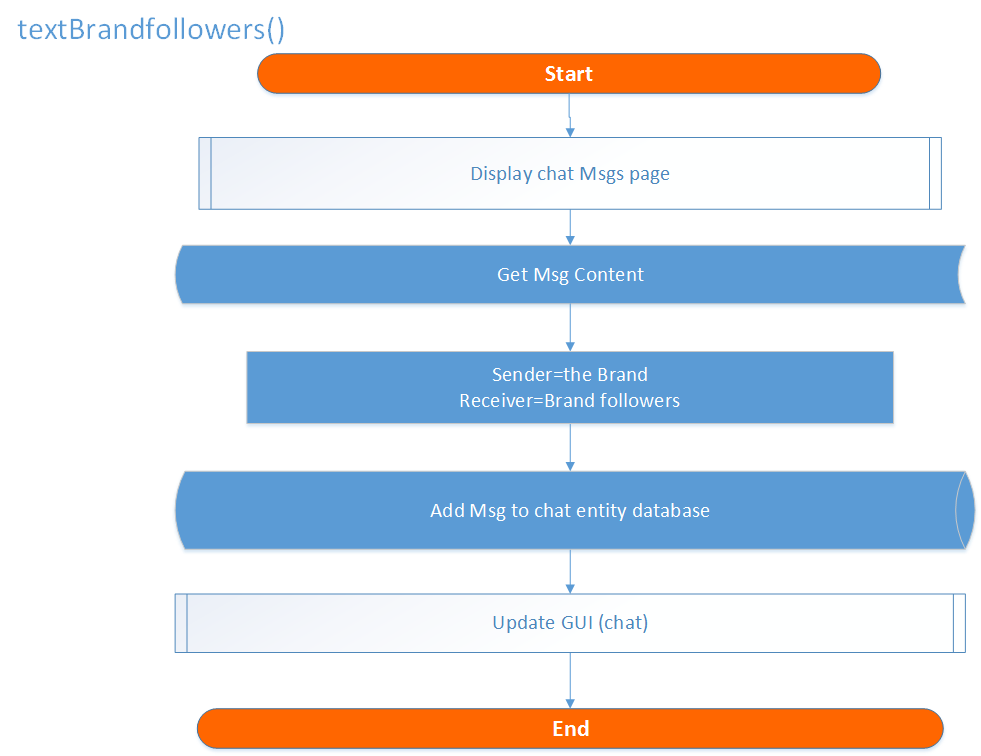 textBrandfollowers()
Start
Display chat Msgs page
Get Msg Content
Sender=the Brand
Receiver=Brand followers
Add Msg to chat entity database
Update GUI (chat)
End